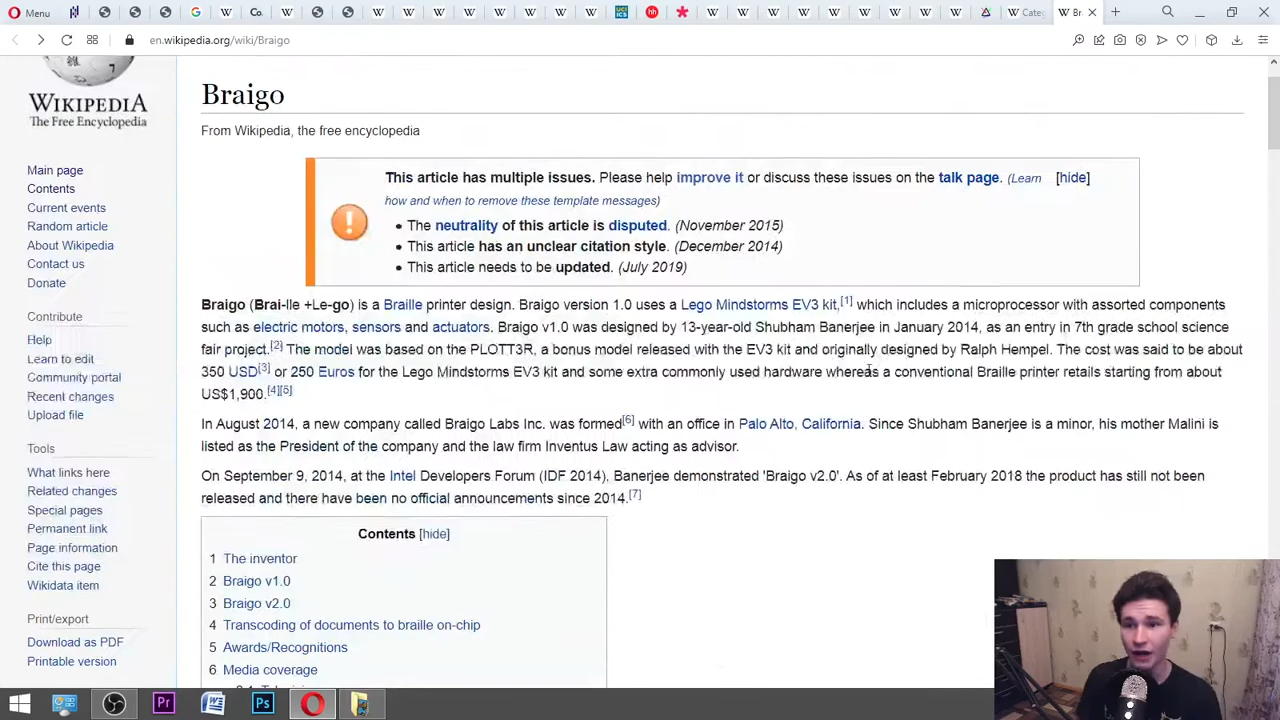 Menu
Co.
UCI
ICS
hh
Categ
Br
en.wikipedia.org/wiki/Braigo
WIKIPEDIA
The Free Encyclopedia
Main page
Contents
Current events
Random article
About Wikipedia
Contact us
Donate
Contribute
Help
Learn to edit
Community portal
Recent changes
Upload file
Tools
What links here
Related changes
Special pages
Permanent link
Page information
Cite this page
Wikidata item
Print/export
Download as PDF
Printable version
Braigo
From Wikipedia, the free encyclopedia
This article has multiple issues. Please help improve it or discuss these issues on the talk page. (Learn [hide]
how and when to remove these template messages)
• The neutrality of this article is disputed. (November 2015)
• This article has an unclear citation style. (December 2014)
• This article needs to be updated. (July 2019)
Braigo (Brai-lle +Le-go) is a Braille printer design. Braigo version 1.0 uses a Lego Mindstorms EV3 kit,[1] which includes a microprocessor with assorted components
such as electric motors, sensors and actuators. Braigo v1.0 was designed by 13-year-old Shubham Banerjee in January 2014, as an entry in 7th grade school science
fair project.[2] The model was based on the PLOTT3R, a bonus model released with the EV3 kit and originally designed by Ralph Hempel. The cost was said to be about
350 USD[3] or 250 Euros for the Lego Mindstorms EV3 kit and some extra commonly used hardware whereas a conventional Braille printer retails starting from about
US$1,900.[4][5]
In August 2014, a new company called Braigo Labs Inc. was formed[6] with an office in Palo Alto, California. Since Shubham Banerjee is a minor, his mother Malini is
listed as the President of the company and the law firm Inventus Law acting as advisor.
On September 9, 2014, at the Intel Developers Forum (IDF 2014), Banerjee demonstrated 'Braigo v2.0'. As of at least February 2018 the product has still not been
released and there have been no official announcements since 2014.[7]
Contents [hide]
1 The inventor
2 Braigo v1.0
3 Braigo v2.0
4 Transcoding of documents to braille on-chip
5 Awards/Recognitions
6 Media coverage
Pr
Ps